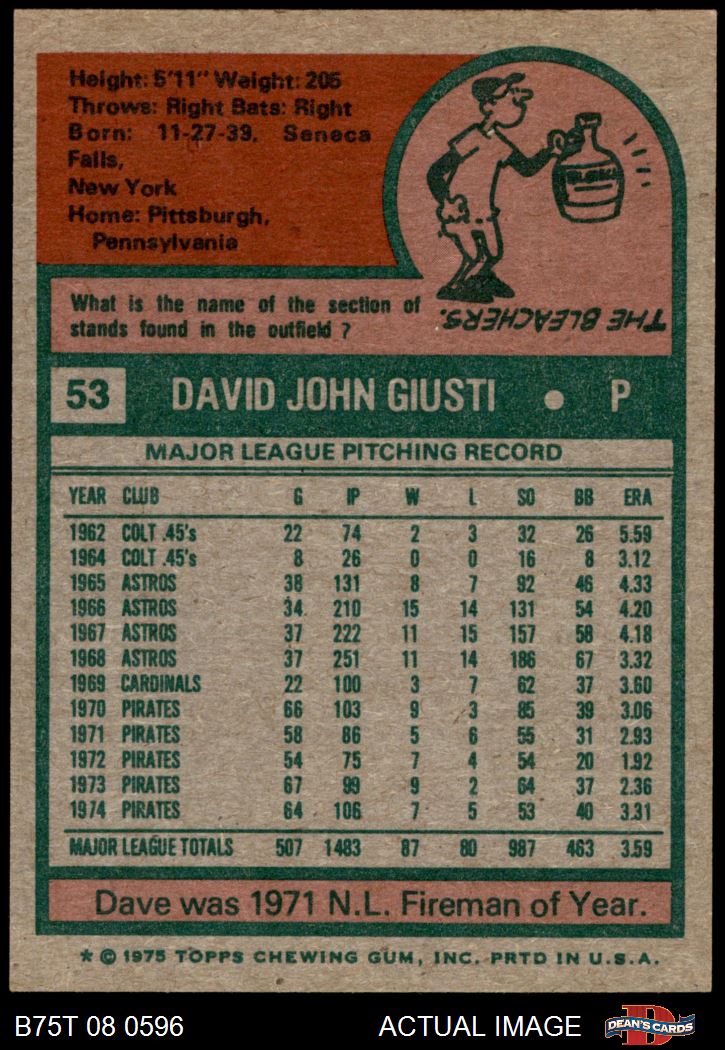 Height: 5'11" Weight: 205
Throws: Right Bats: Right
Born: 11-27-39, Seneca
Falls,
New York
Home: Pittsburgh,
Pennsylvania
What is the name of the section of
stands found in the outfield ?
THE BLEACHERS.
53 DAVID JOHN GIUSTI • P
MAJOR LEAGUE PITCHING RECORD
YEAR CLUB G IP W L SO BB ERA
1962 COLT .45's 22 74 2 3 32 26 5.59
1964 COLT .45's 8 26 0 0 16 8 3.12
1965 ASTROS 38 131 8 7 92 46 4.33
1966 ASTROS 34 210 15 14 131 54 4.20
1967 ASTROS 37 222 11 15 157 58 4.18
1968 ASTROS 37 251 11 14 186 67 3.32
1969 CARDINALS 22 100 3 7 62 37 3.60
1970 PIRATES 66 103 9 3 85 39 3.06
1971 PIRATES 58 86 5 6 55 31 2.93
1972 PIRATES 54 75 7 4 54 20 1.92
1973 PIRATES 67 99 9 2 64 37 2.36
1974 PIRATES 64 106 7 5 53 40 3.31
MAJOR LEAGUE TOTALS 507 1483 87 80 987 463 3.59
Dave was 1971 N.L. Fireman of Year.
* © 1975 TOPPS CHEWING GUM, INC. PRTD IN U.S.A.
B75T 08 0596 ACTUAL IMAGE D DEAN'S CARDS